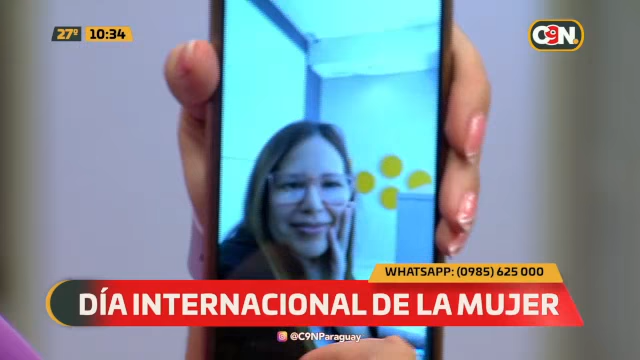 27º 10:34
C9N
WHATSAPP: (0985) 625 000
DÍA INTERNACIONAL DE LA MUJER
@C9NParaguay